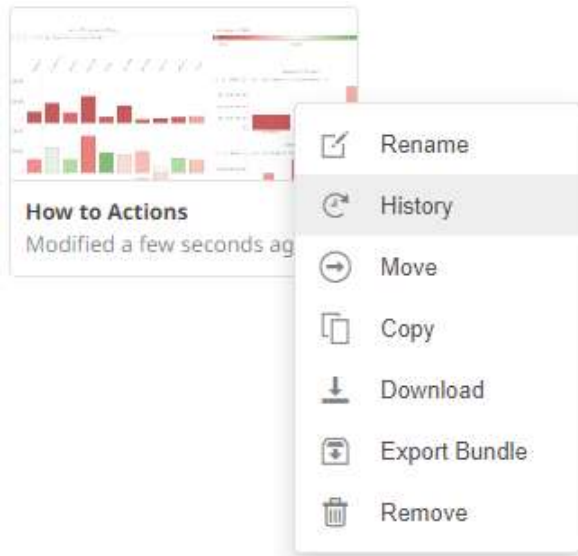 How to Actions
Modified a few seconds ag
Rename
History
Move
Copy
Download
Export Bundle
Remove